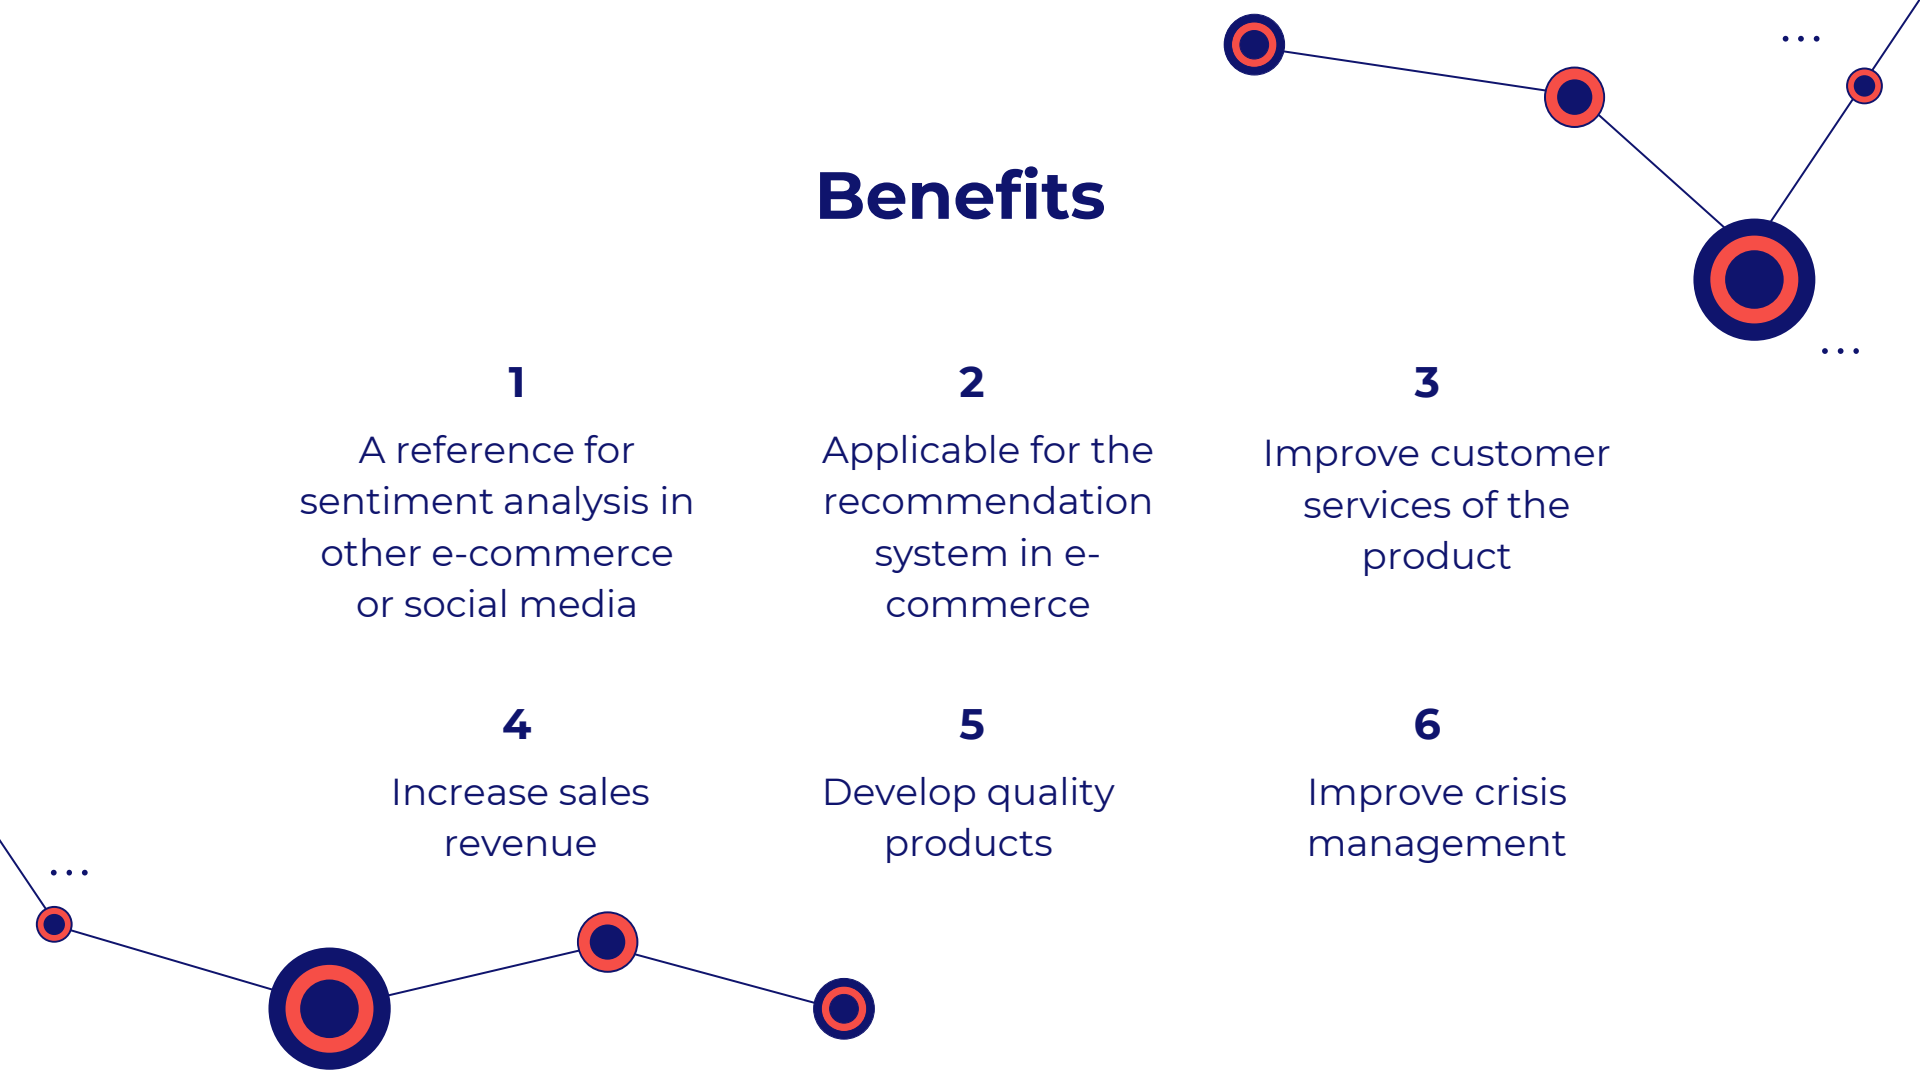 Benefits
1
A reference for
sentiment analysis in
other e-commerce
or social media
2
Applicable for the
recommendation
system in e-
commerce
3
Improve customer
services of the
product
4
Increase sales
revenue
5
Develop quality
products
6
Improve crisis
management